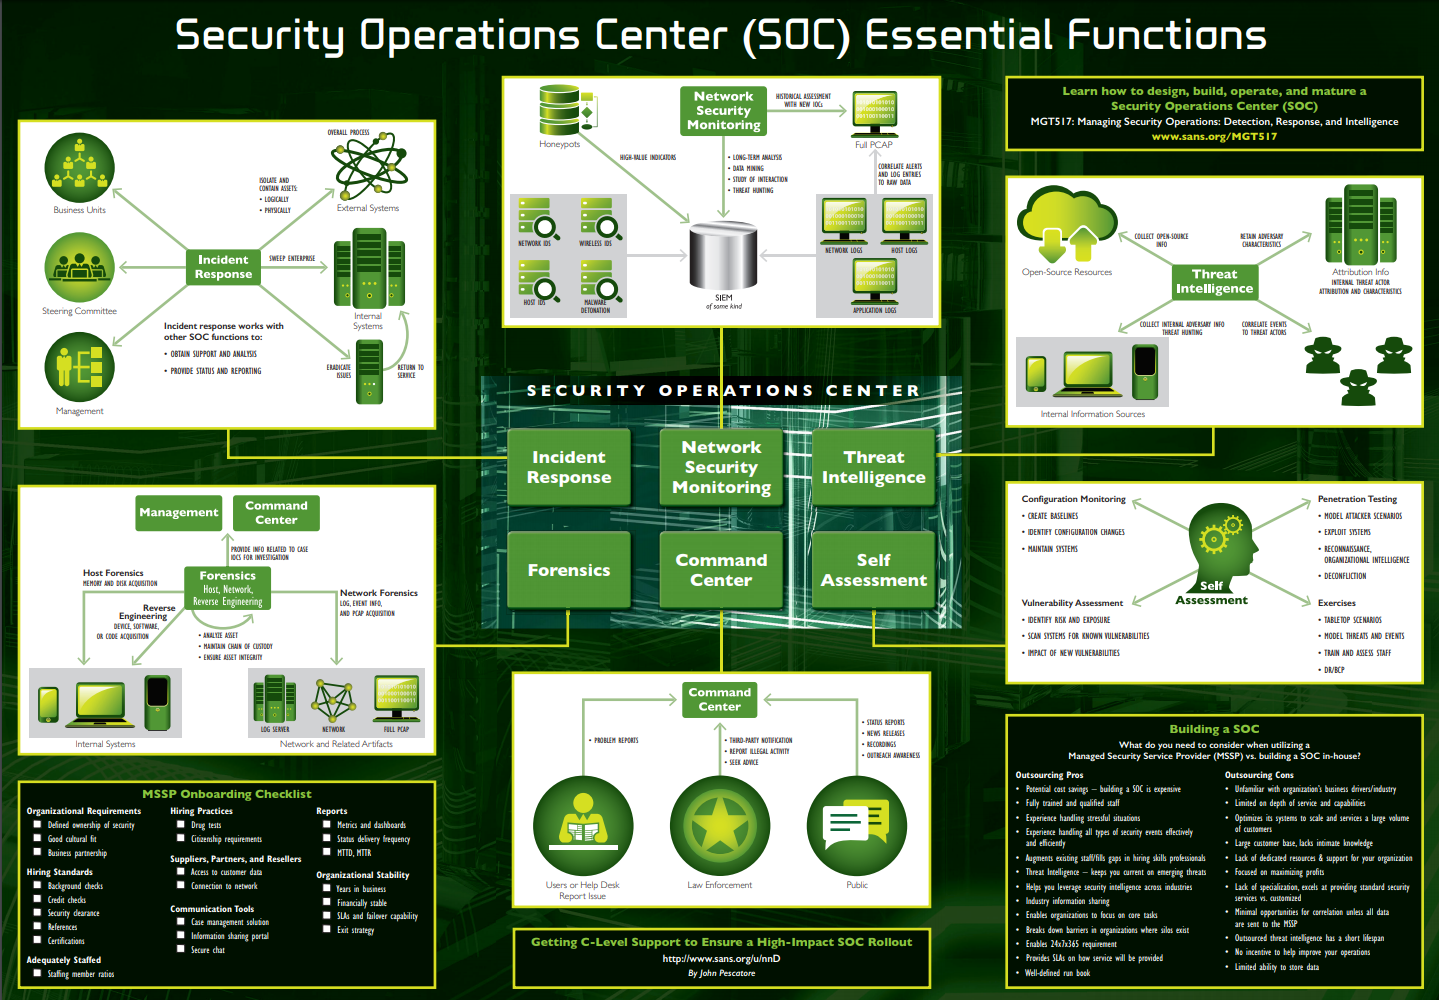 Security Operations Center (SOC) Essential Functions
Business Units
Steering Committee
Management
Incident
Response
OVERALL PROCESS
External Systems
ISOLATE AND
CONTAIN ASSETS:
• LOGICALLY
• PHYSICALLY
SWEEP ENTERPRISE
Internal
Systems
Incident response works with
other SOC functions to:
• OBTAIN SUPPORT AND ANALYSIS
• PROVIDE STATUS AND REPORTING
ERADICATE
ISSUES
RETURN TO
SERVICE
Honeypots
Network
Security
Monitoring
HISTORICAL ASSESSMENT
WITH NEW IOCs
Full PCAP
HIGH-VALUE INDICATORS
• LONG-TERM ANALYSIS
• DATA MINING
• STUDY OF INTERACTION
• THREAT HUNTING
CORRELATE ALERTS
AND LOG ENTRIES
TO RAW DATA
NETWORK IDS
WIRELESS IDS
HOST IDS
MALWARE
DETONATION
SIEM
of some kind
NETWORK LOGS
HOST LOGS
APPLICATION LOGS
Learn how to design, build, operate, and mature a
Security Operations Center (SOC)
MGT517: Managing Security Operations: Detection, Response, and Intelligence
www.sans.org/MGT517
Open-Source Resources
COLLECT OPEN-SOURCE
INFO
RETAIN ADVERSARY
CHARACTERISTICS
Threat
Intelligence
Attribution Info
INTERNAL THREAT ACTOR
ATTRIBUTION AND CHARACTERISTICS
COLLECT INTERNAL ADVERSARY INFO
THREAT HUNTING
CORRELATE EVENTS
TO THREAT ACTORS
Internal Information Sources
SECURITY OPERATIONS CENTER
Incident
Response
Network
Security
Monitoring
Threat
Intelligence
Forensics
Command
Center
Self
Assessment
Management
Command
Center
PROVIDE INFO RELATED TO CASE
IOCS FOR INVESTIGATION
Host Forensics
MEMORY AND DISK ACQUISITION
Forensics
Host, Network,
Reverse Engineering
Network Forensics
LOG, EVENT INFO,
AND PCAP ACQUISITION
Reverse
Engineering
DEVICE, SOFTWARE,
OR CODE ACQUISITION
• ANALYZE ASSET
• MAINTAIN CHAIN OF CUSTODY
• ENSURE ASSET INTEGRITY
Internal Systems
LOG SERVER
NETWORK
FULL PCAP
Network and Related Artifacts
Configuration Monitoring
• CREATE BASELINES
• IDENTIFY CONFIGURATION CHANGES
• MAINTAIN SYSTEMS
Penetration Testing
• MODEL ATTACKER SCENARIOS
• EXPLOIT SYSTEMS
• RECONNAISSANCE,
ORGANIZATIONAL INTELLIGENCE
• DECONFLICTION
Self
Assessment
Vulnerability Assessment
• IDENTIFY RISK AND EXPOSURE
• SCAN SYSTEMS FOR KNOWN VULNERABILITIES
• IMPACT OF NEW VULNERABILITIES
Exercises
• TABLETOP SCENARIOS
• MODEL THREATS AND EVENTS
• TRAIN AND ASSESS STAFF
• DR/BCP
Command
Center
• PROBLEM REPORTS
• THIRD-PARTY NOTIFICATION
• REPORT ILLEGAL ACTIVITY
• SEEK ADVICE
• STATUS REPORTS
• NEWS RELEASES
• RECORDINGS
• OUTREACH AWARENESS
Users or Help Desk
Report Issue
Law Enforcement
Public
MSSP Onboarding Checklist
Organizational Requirements
Defined ownership of security
Good cultural fit
Business partnership
Hiring Standards
Background checks
Credit checks
Security clearance
References
Certifications
Adequately Staffed
Staffing member ratios
Hiring Practices
Drug tests
Citizenship requirements
Suppliers, Partners, and Resellers
Access to customer data
Connection to network
Communication Tools
Case management solution
Information sharing portal
Secure chat
Reports
Metrics and dashboards
Status delivery frequency
MTTD, MTTR
Organizational Stability
Years in business
Financially stable
SLAs and failover capability
Exit strategy
Getting C-Level Support to Ensure a High-Impact SOC Rollout
http://www.sans.org/u/nnD
By John Pescatore
Building a SOC
What do you need to consider when utilizing a
Managed Security Service Provider (MSSP) vs. building a SOC in-house?
Outsourcing Pros
• Potential cost savings – building a SOC is expensive
• Fully trained and qualified staff
• Experience handling stressful situations
• Experience handling all types of security events effectively
and efficiently
• Augments existing staff/fills gaps in hiring skills professionals
• Threat Intelligence – keeps you current on emerging threats
• Helps you leverage security intelligence across industries
• Industry information sharing
• Enables organizations to focus on core tasks
• Breaks down barriers in organizations where silos exist
• Enables 24x7x365 requirement
• Provides SLAs on how service will be provided
• Well-defined run book
Outsourcing Cons
• Unfamiliar with organization's business drivers/industry
• Limited on depth of service and capabilities
• Optimizes its systems to scale and services a large volume
of customers
• Large customer base, lacks intimate knowledge
• Lack of dedicated resources & support for your organization
• Focused on maximizing profits
• Lack of specialization, excels at providing standard security
services vs. customized
• Minimal opportunities for correlation unless all data
are sent to the MSSP
• Outsourced threat intelligence has a short lifespan
• No incentive to help improve your operations
• Limited ability to store data